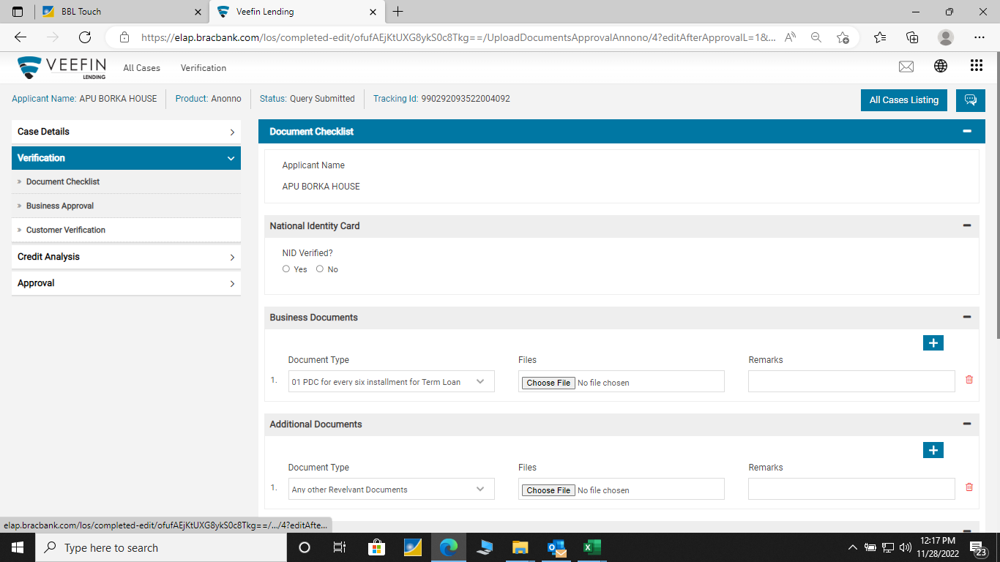 BBL Touch
Veefin Lending
https://elap.bracbank.com/los/completed-edit/ofufAEjKtUXG8ykS0c8Tkg==/UploadDocumentsApprovalAnnono/4?editAfterApprovalL=1&...
VEEFIN
LENDING
All Cases
Verification
Applicant Name: APU BORKA HOUSE
Product: Anonno
Status: Query Submitted
Tracking Id: 990292093522004092
All Cases Listing
Case Details
Verification
» Document Checklist
» Business Approval
» Customer Verification
Credit Analysis
Approval
Document Checklist
Applicant Name
APU BORKA HOUSE
National Identity Card
NID Verified?
Yes No
Business Documents
Document Type Files Remarks
1. 01 PDC for every six installment for Term Loan Choose File No file chosen
Additional Documents
Document Type Files Remarks
1. Any other Revelvant Documents Choose File No file chosen
elap.bracbank.com/los/completed-edit/ofufAEjKtUXG8ykS0c8Tkg==/.../4?editAfte...
Type here to search
12:17 PM
11/28/2022
23